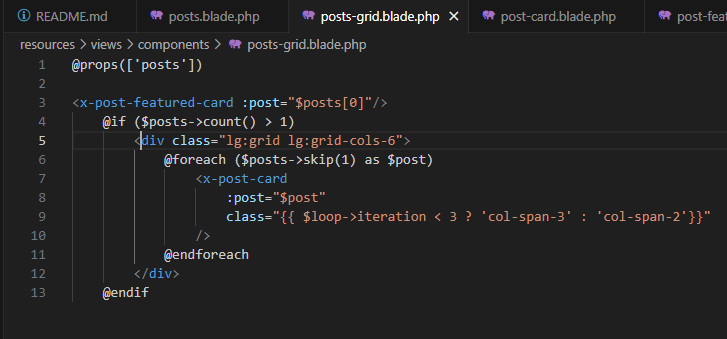 README.md posts.blade.php posts-grid.blade.php post-card.blade.php post-feat
resources > views > components > posts-grid.blade.php
1 @props(['posts'])
2
3 <x-post-featured-card :post="$posts[0]"/>
4 @if ($posts->count() > 1)
5 <div class="lg:grid lg:grid-cols-6">
6 @foreach ($posts->skip(1) as $post)
7 <x-post-card
8 :post="$post"
9 class="{{ $loop->iteration < 3 ? 'col-span-3' : 'col-span-2'}}"
10 />
11 @endforeach
12 </div>
13 @endif